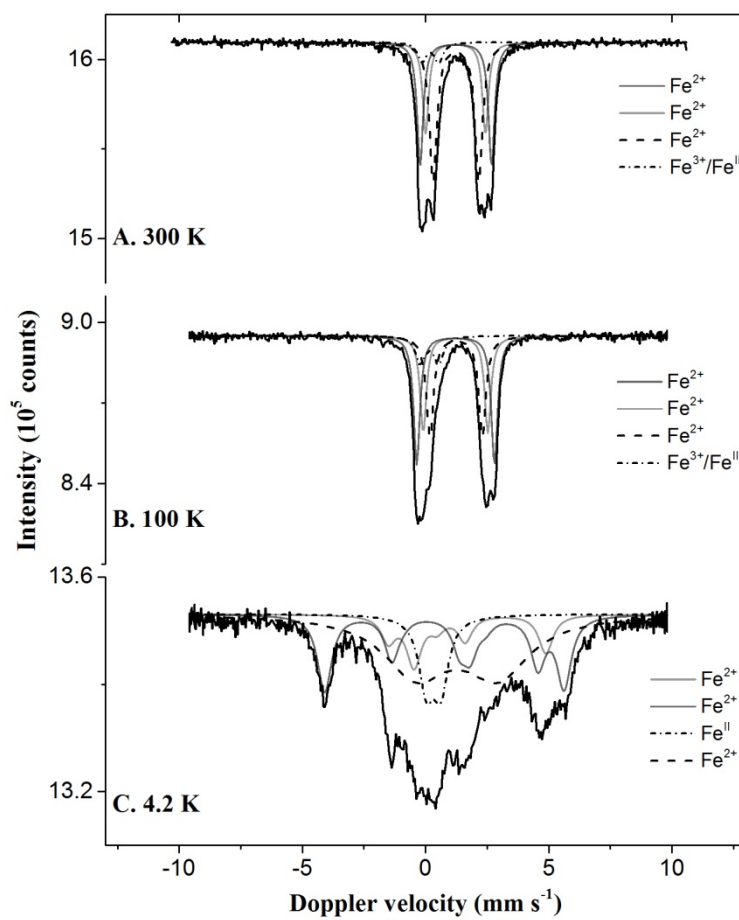 16
Fe²⁺
Fe²⁺
Fe²⁺
Fe³⁺/Feᴵᴵ
15
A. 300 K
9.0
Fe²⁺
Fe²⁺
Fe²⁺
Fe³⁺/Feᴵᴵ
8.4
B. 100 K
Intensity (10⁵ counts)
13.6
Fe²⁺
Fe²⁺
Feᴵᴵ
Fe²⁺
13.2
C. 4.2 K
-10 -5 0 5 10
Doppler velocity (mm s⁻¹)